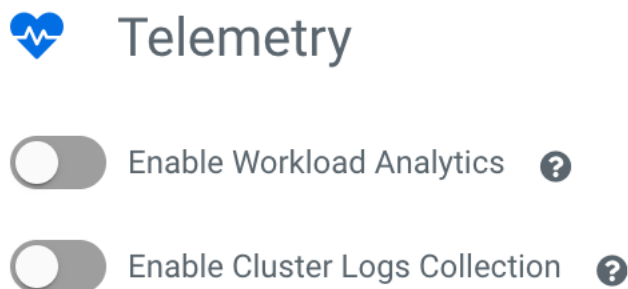 Telemetry
Enable Workload Analytics ?
Enable Cluster Logs Collection ?